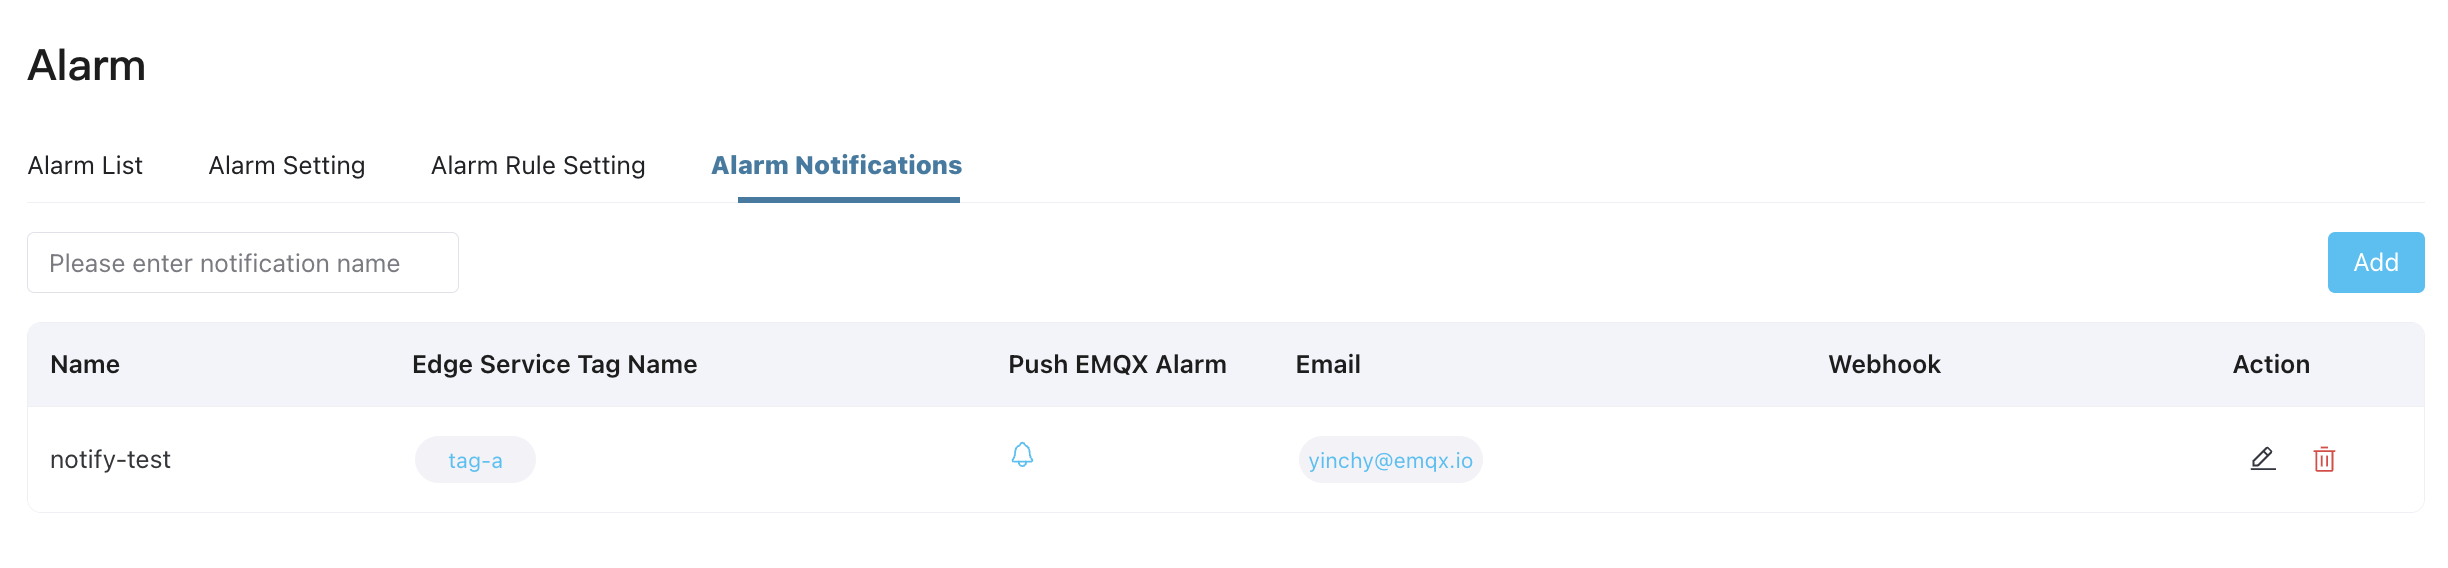 Alarm
Alarm List Alarm Setting Alarm Rule Setting Alarm Notifications
Please enter notification name Add
Name Edge Service Tag Name Push EMQX Alarm Email Webhook Action
notify-test tag-a yinchy@emqx.io